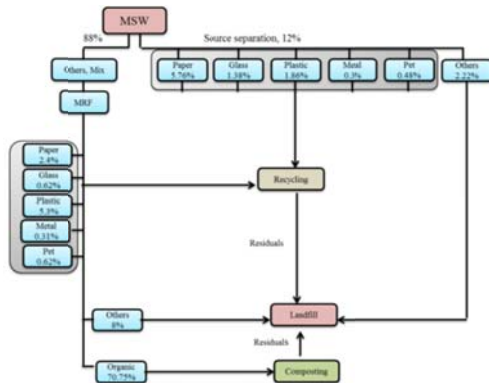 MSW
88%
Source separation, 12%
Others, Mix
Paper
5.76%
Glass
1.38%
Plastic
1.86%
Meal
0.3%
Pet
0.48%
Others
2.22%
MRF
Paper
2.4%
Glass
0.62%
Plastic
5.3%
Metal
0.31%
Pet
0.62%
Recycling
Residuals
Others
8%
Landfill
Residuals
Organic
70.75%
Composting